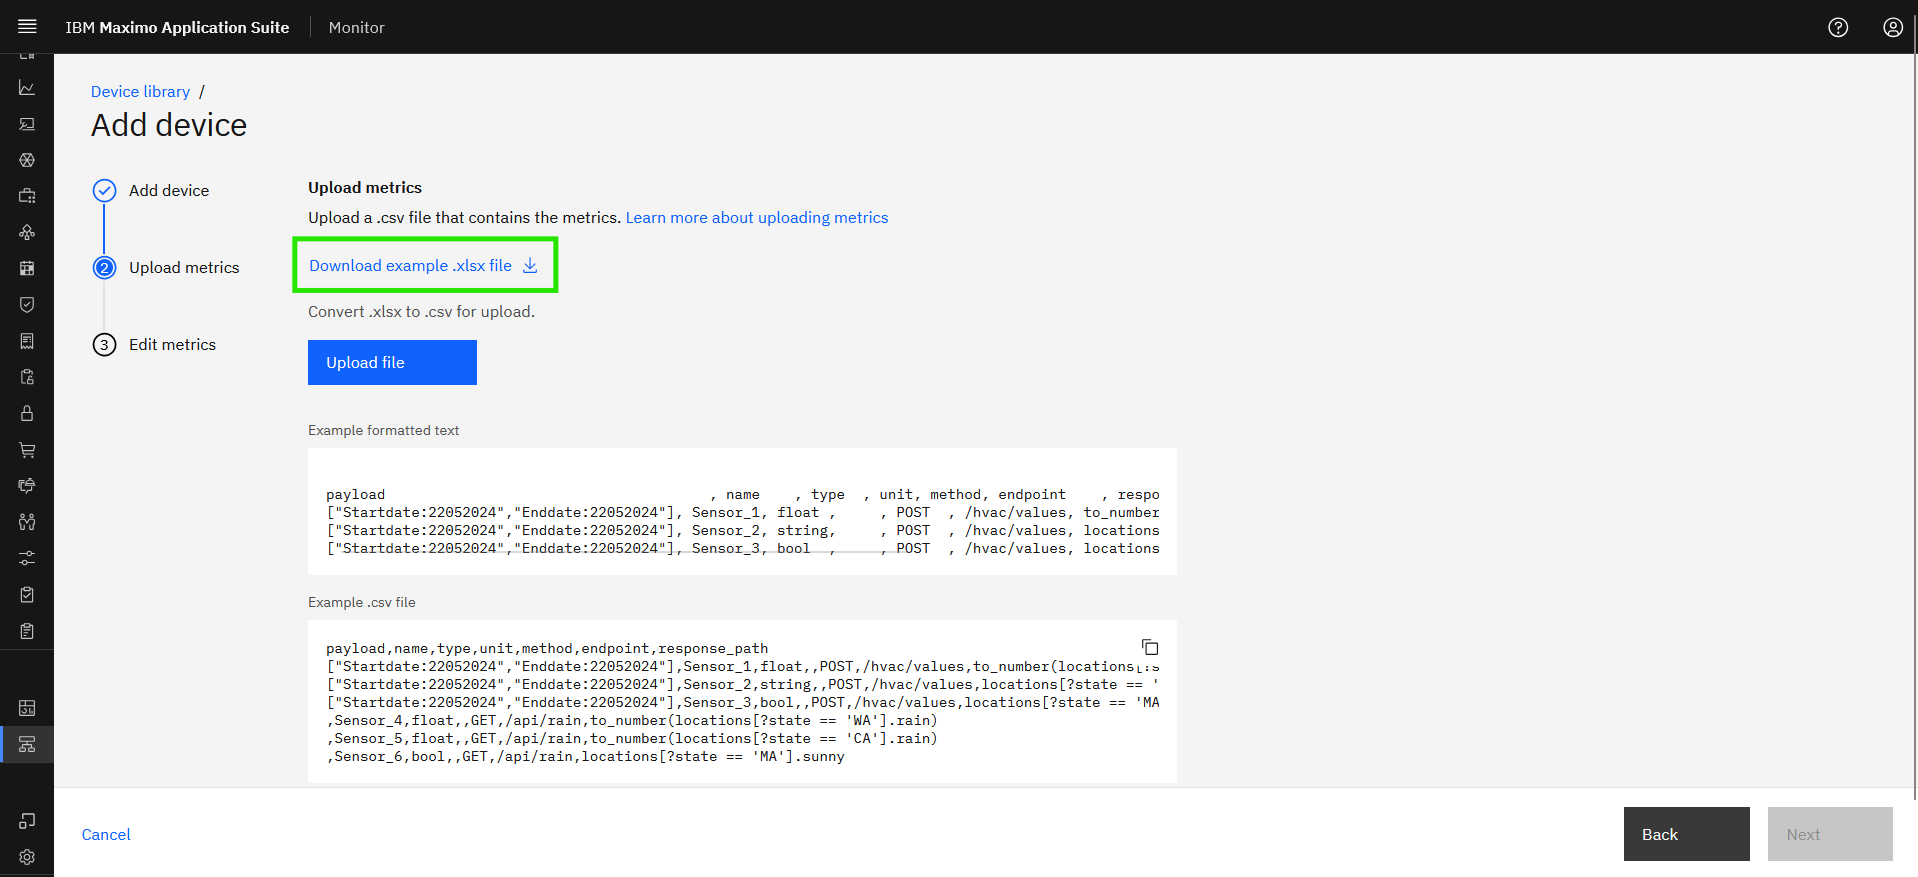 IBM Maximo Application Suite | Monitor
Device library /
Add device
Add device
2 Upload metrics
3 Edit metrics
Upload metrics
Upload a .csv file that contains the metrics. Learn more about uploading metrics
Download example .xlsx file
Convert .xlsx to .csv for upload.
Upload file
Example formatted text
payload , name , type , unit, method, endpoint , respo
["Startdate:22052024","Enddate:22052024"], Sensor_1, float , , POST , /hvac/values, to_number
["Startdate:22052024","Enddate:22052024"], Sensor_2, string, , POST , /hvac/values, locations
["Startdate:22052024","Enddate:22052024"], Sensor_3, bool , , POST , /hvac/values, locations
Example .csv file
payload,name,type,unit,method,endpoint,response_path
["Startdate:22052024","Enddate:22052024"],Sensor_1,float,,POST,/hvac/values,to_number(locations[?s
["Startdate:22052024","Enddate:22052024"],Sensor_2,string,,POST,/hvac/values,locations[?state == '
["Startdate:22052024","Enddate:22052024"],Sensor_3,bool,,POST,/hvac/values,locations[?state == 'MA
,Sensor_4,float,,GET,/api/rain,to_number(locations[?state == 'WA'].rain)
,Sensor_5,float,,GET,/api/rain,to_number(locations[?state == 'CA'].rain)
,Sensor_6,bool,,GET,/api/rain,locations[?state == 'MA'].sunny
Cancel
Back
Next